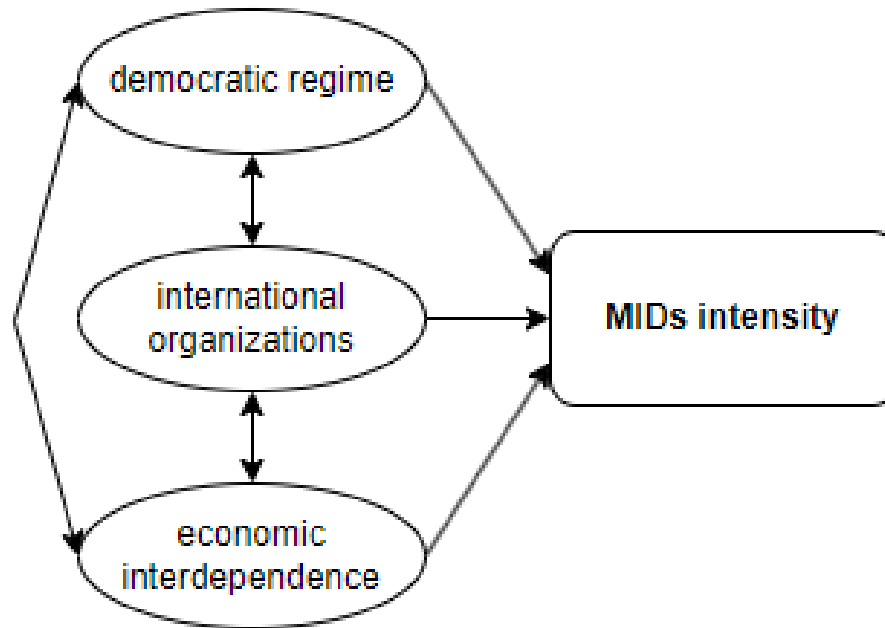 democratic regime
international
organizations
MIDs intensity
economic
interdependence